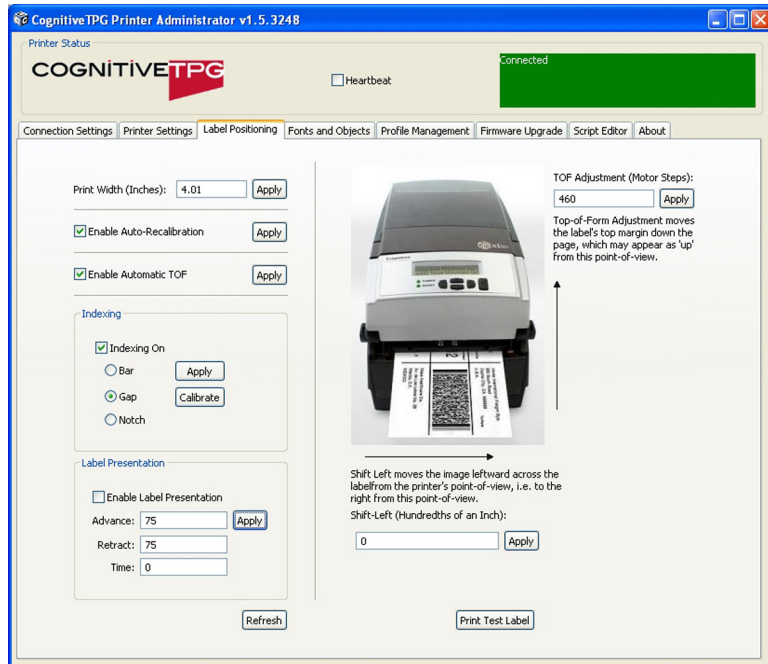 CognitiveTPG Printer Administrator v1.5.3248
Printer Status
COGNITIVETPG
Heartbeat
Connected
Connection Settings
Printer Settings
Label Positioning
Fonts and Objects
Profile Management
Firmware Upgrade
Script Editor
About
Print Width (Inches): 4.01 Apply
Enable Auto-Recalibration Apply
Enable Automatic TOF Apply
Indexing
Indexing On
Bar Apply
Gap Calibrate
Notch
Label Presentation
Enable Label Presentation
Advance: 75 Apply
Retract: 75
Time: 0
Refresh
TOF Adjustment (Motor Steps):
460 Apply
Top-of-Form Adjustment moves
the label's top margin down the
page, which may appear as 'up'
from this point-of-view.
Cognitive
POWER
READY
Shift Left moves the image leftward across the
labelfrom the printer's point-of-view, i.e. to the
right from this point-of-view.
Shift-Left (Hundredths of an Inch):
0 Apply
Print Test Label